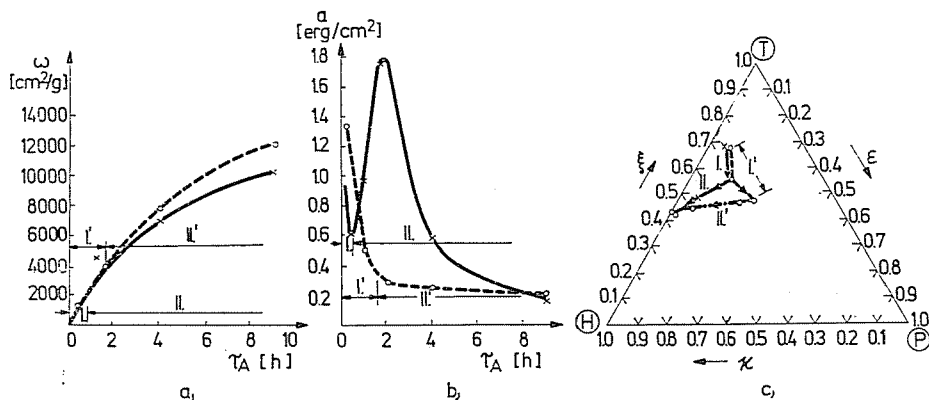 ω
[cm²/g]
14000
12000
10000
8000
6000
4000
2000
I.'
II.'
I.
II.
0 2 4 6 8 10
τA [h]
a,
a
[erg/cm²]
1.8
1.6
1.4
1.2
1.0
0.8
0.6
0.4
0.2
I.
II.
I.'
II.'
0 2 4 6 8
τA [h]
b,
T
1.0
0.9
0.8
0.7
0.6
0.5
0.4
0.3
0.2
0.1
ξ
0.1
0.2
0.3
0.4
0.5
0.6
0.7
0.8
0.9
1.0
ε
I.
I.'
II.
II.'
H
P
1.0 0.9 0.8 0.7 0.6 0.5 0.4 0.3 0.2 0.1
ϰ
c,